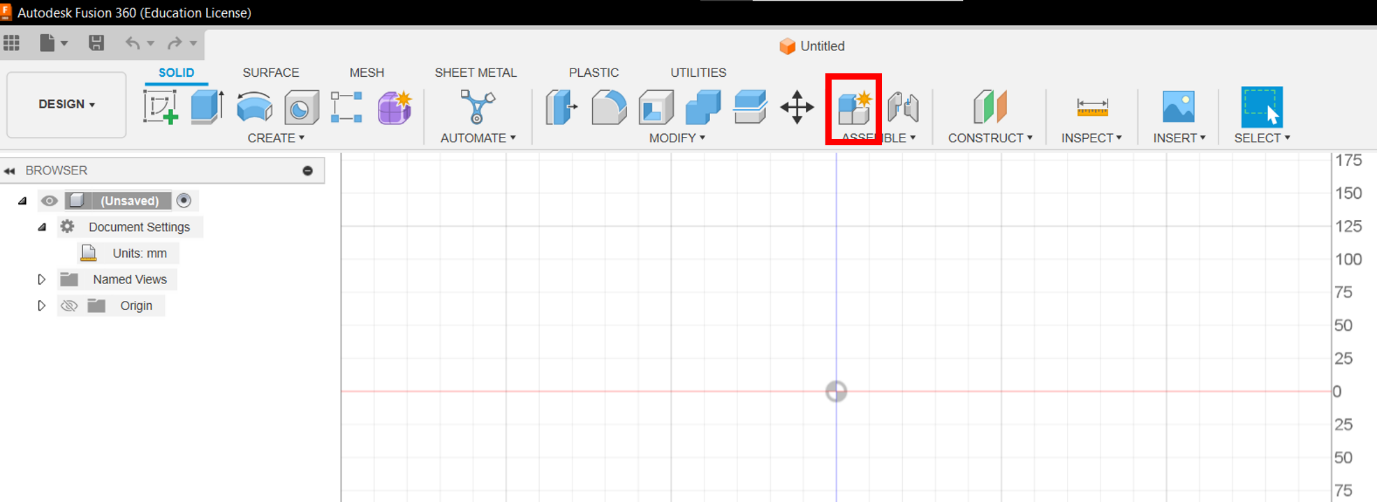 Autodesk Fusion 360 (Education License)
Untitled
SOLID SURFACE MESH SHEET METAL PLASTIC UTILITIES
DESIGN
CREATE AUTOMATE MODIFY ASSEMBLE CONSTRUCT INSPECT INSERT SELECT
BROWSER
(Unsaved)
Document Settings
Units: mm
Named Views
Origin
175
150
125
100
75
50
25
0
25
50
75